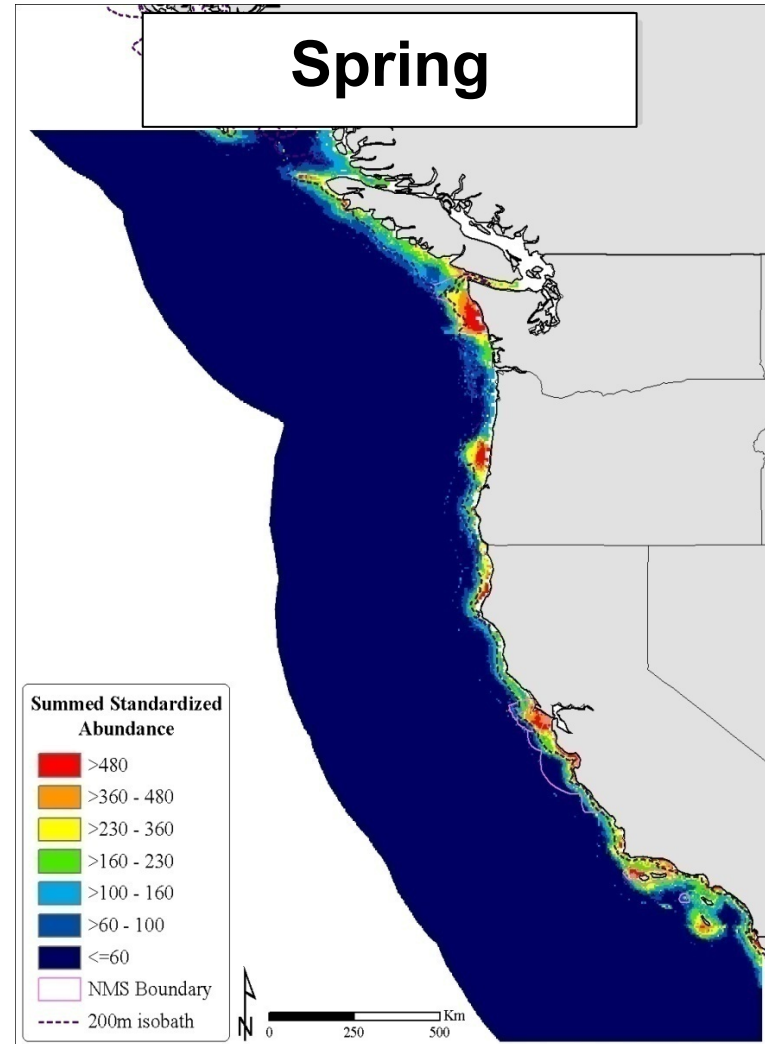 Spring
Summed Standardized
Abundance
>480
>360 - 480
>230 - 360
>160 - 230
>100 - 160
>60 - 100
<=60
NMS Boundary
200m isobath
N
Km
0 250 500